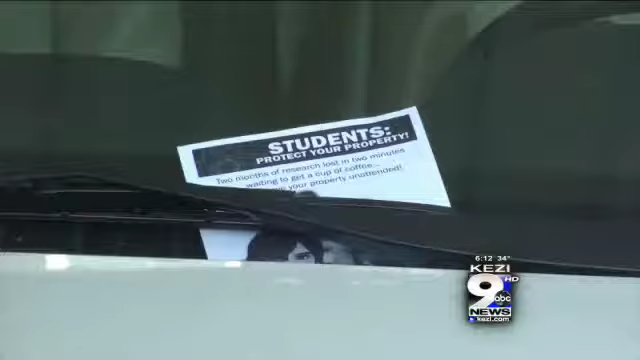 STUDENTS:
PROTECT YOUR PROPERTY!
Two months of research lost in two minutes
waiting to get a cup of coffee...
your property unattended!
6:12 34°
KEZI
9 HD
abc
NEWS
kezi.com